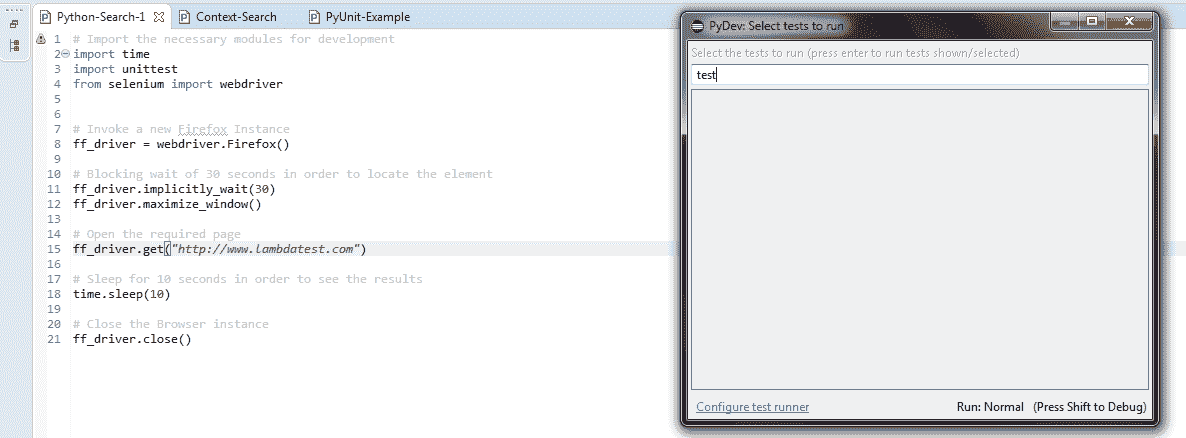 Python-Search-1 Context-Search PyUnit-Example
1 # Import the necessary modules for development
2 import time
3 import unittest
4 from selenium import webdriver
5
6
7 # Invoke a new Firefox Instance
8 ff_driver = webdriver.Firefox()
9
10 # Blocking wait of 30 seconds in order to locate the element
11 ff_driver.implicitly_wait(30)
12 ff_driver.maximize_window()
13
14 # Open the required page
15 ff_driver.get("http://www.lambdatest.com")
16
17 # Sleep for 10 seconds in order to see the results
18 time.sleep(10)
19
20 # Close the Browser instance
21 ff_driver.close()
PyDev: Select tests to run
Select the tests to run (press enter to run tests shown/selected)
test
Configure test runner Run: Normal (Press Shift to Debug)